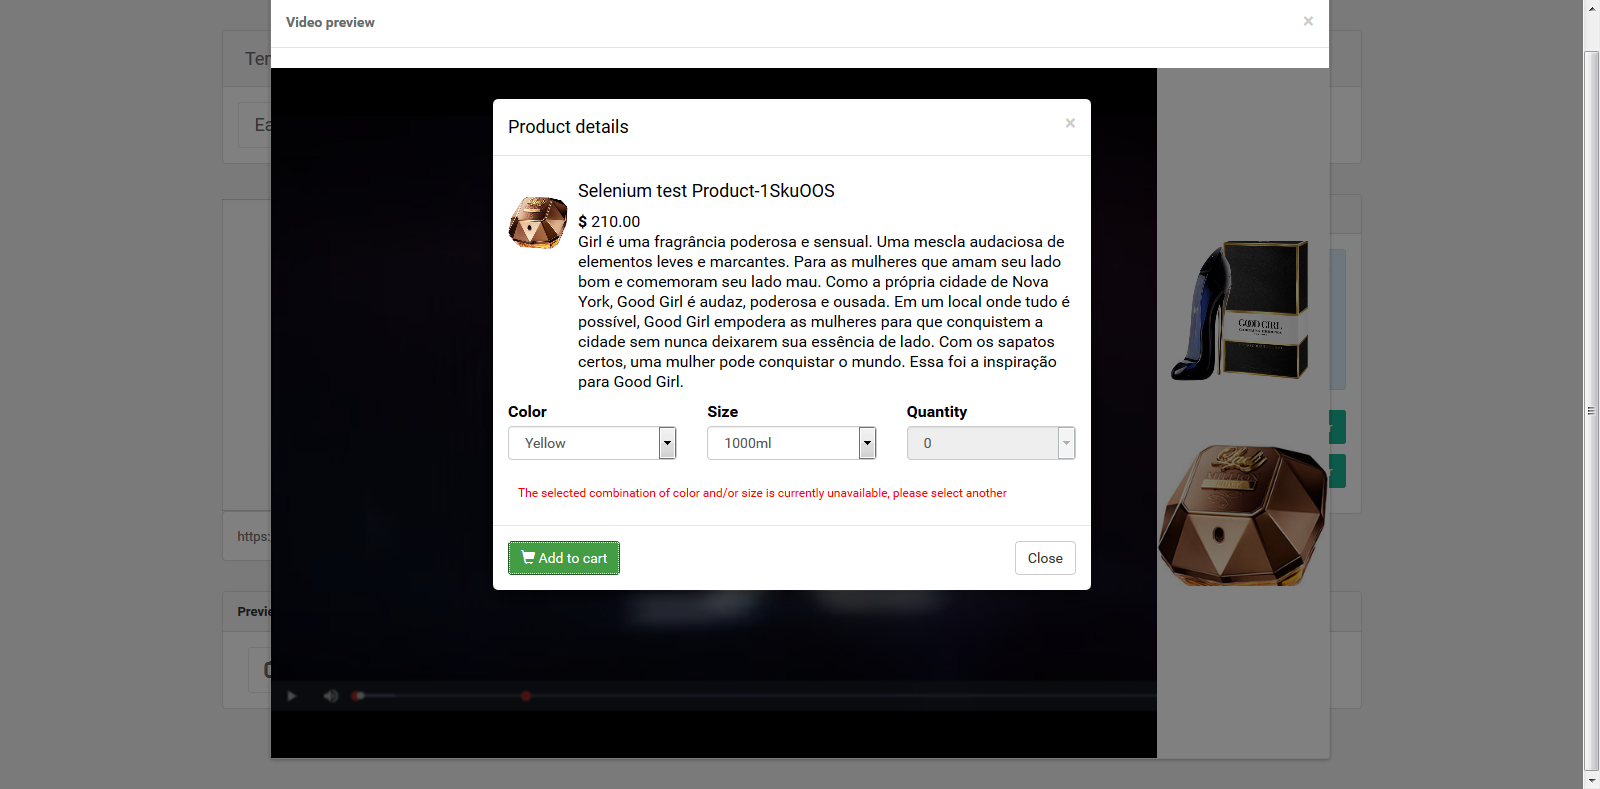 Video preview
×
Product details
×
Selenium test Product-1SkuOOS
$ 210.00
Girl é uma fragrância poderosa e sensual. Uma mescla audaciosa de
elementos leves e marcantes. Para as mulheres que amam seu lado
bom e comemoram seu lado mau. Como a própria cidade de Nova
York, Good Girl é audaz, poderosa e ousada. Em um local onde tudo é
possível, Good Girl empodera as mulheres para que conquistem a
cidade sem nunca deixarem sua essência de lado. Com os sapatos
certos, uma mulher pode conquistar o mundo. Essa foi a inspiração
para Good Girl.
Color Size Quantity
Yellow 1000ml 0
The selected combination of color and/or size is currently unavailable, please select another
Add to cart Close
https:
GOOD GIRL
Lady